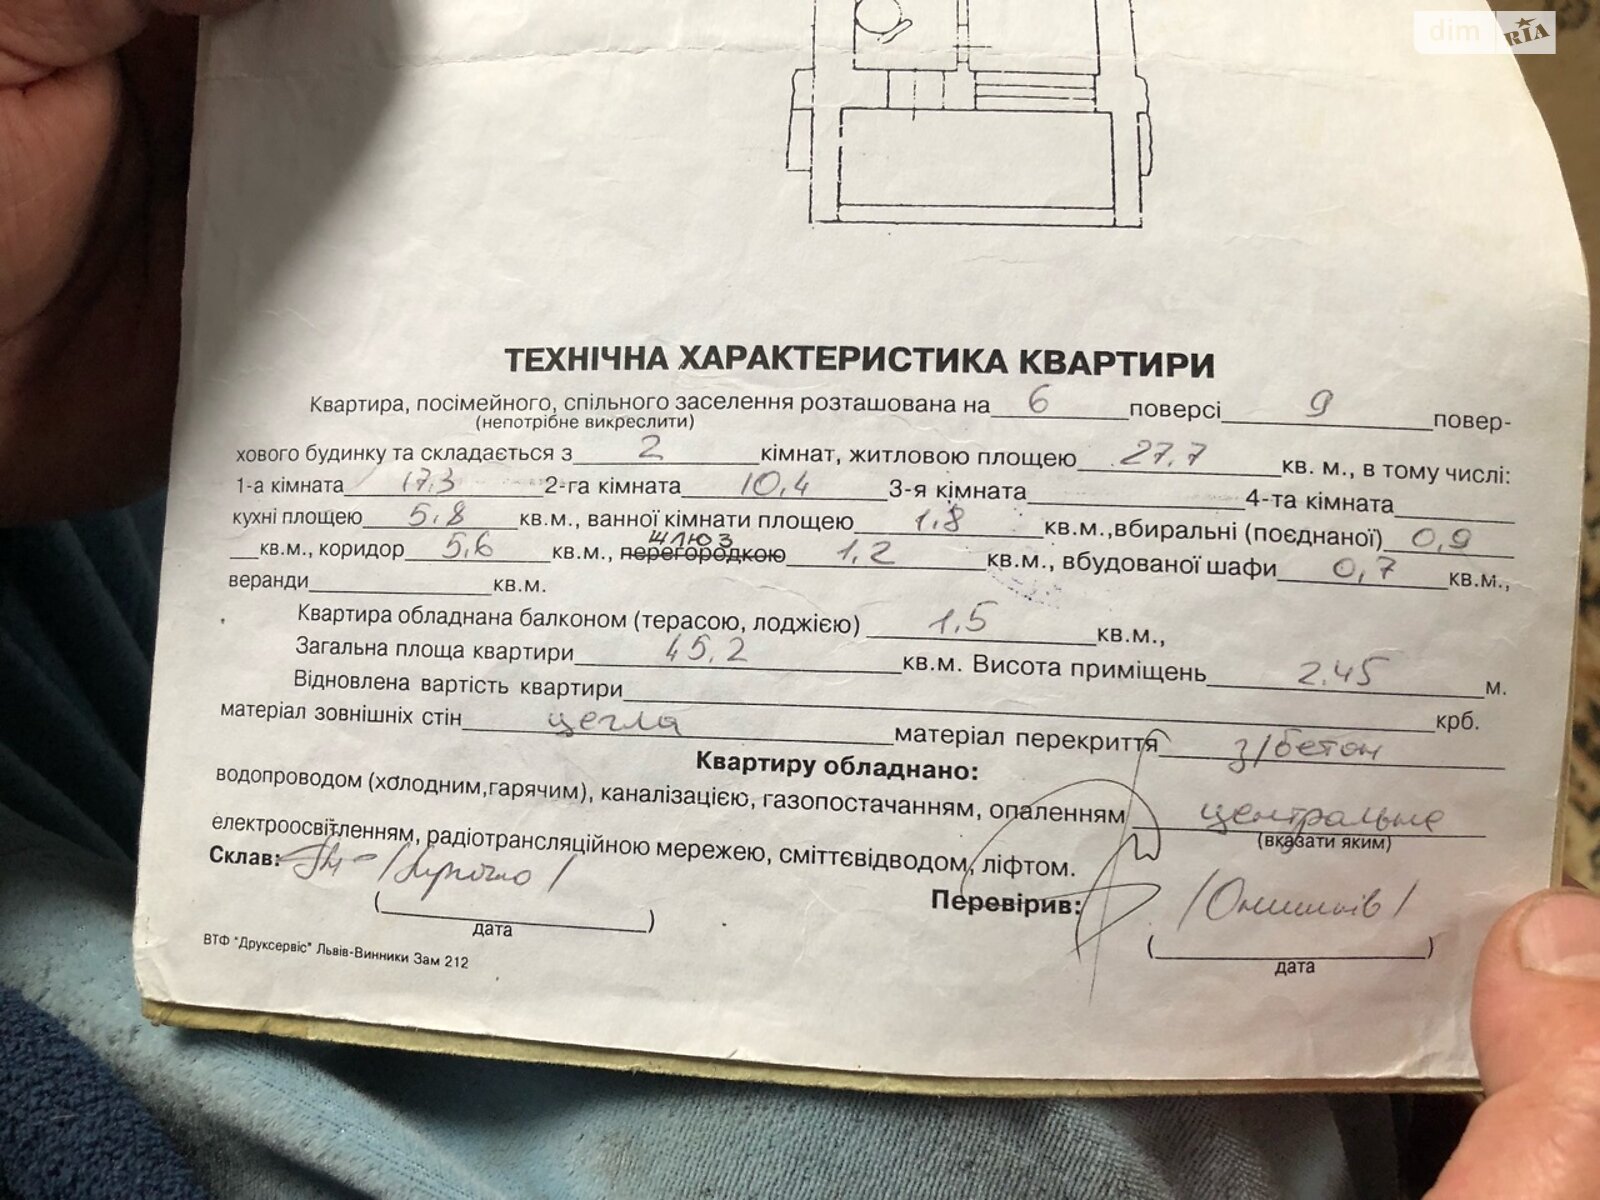 dim RIA
ТЕХНІЧНА ХАРАКТЕРИСТИКА КВАРТИРИ
Квартира, посімейного, спільного заселення розташована на 6 поверсі 9 повер-
(непотрібне викреслити)
хового будинку та складається з 2 кімнат, житловою площею 27,7 кв. м., в тому числі:
1-а кімната 17,3 2-га кімната 10,4 3-я кімната 4-та кімната
кухні площею 5,8 кв.м., ванної кімнати площею 1,8 кв.м.,вбиральні (поєднаної) 0,9
шлюз
кв.м., коридор 5,6 кв.м., перегородкою 1,2 кв.м., вбудованої шафи 0,7 кв.м.,
веранди кв.м.
Квартира обладнана балконом (терасою, лоджією) 1,5 кв.м.,
Загальна площа квартири 45,2 кв.м. Висота приміщень 2.45 м.
Відновлена вартість квартири крб.
матеріал зовнішніх стін цегла матеріал перекриття з/бетон
Квартиру обладнано:
водопроводом (холодним,гарячим), каналізацією, газопостачанням, опаленням центральне
(вказати яким)
електроосвітленням, радіотрансляційною мережею, сміттєвідводом, ліфтом.
Склав:
Перевірив:
(дата)
(дата)
ВТФ "Друксервіс" Львів-Винники Зам 212